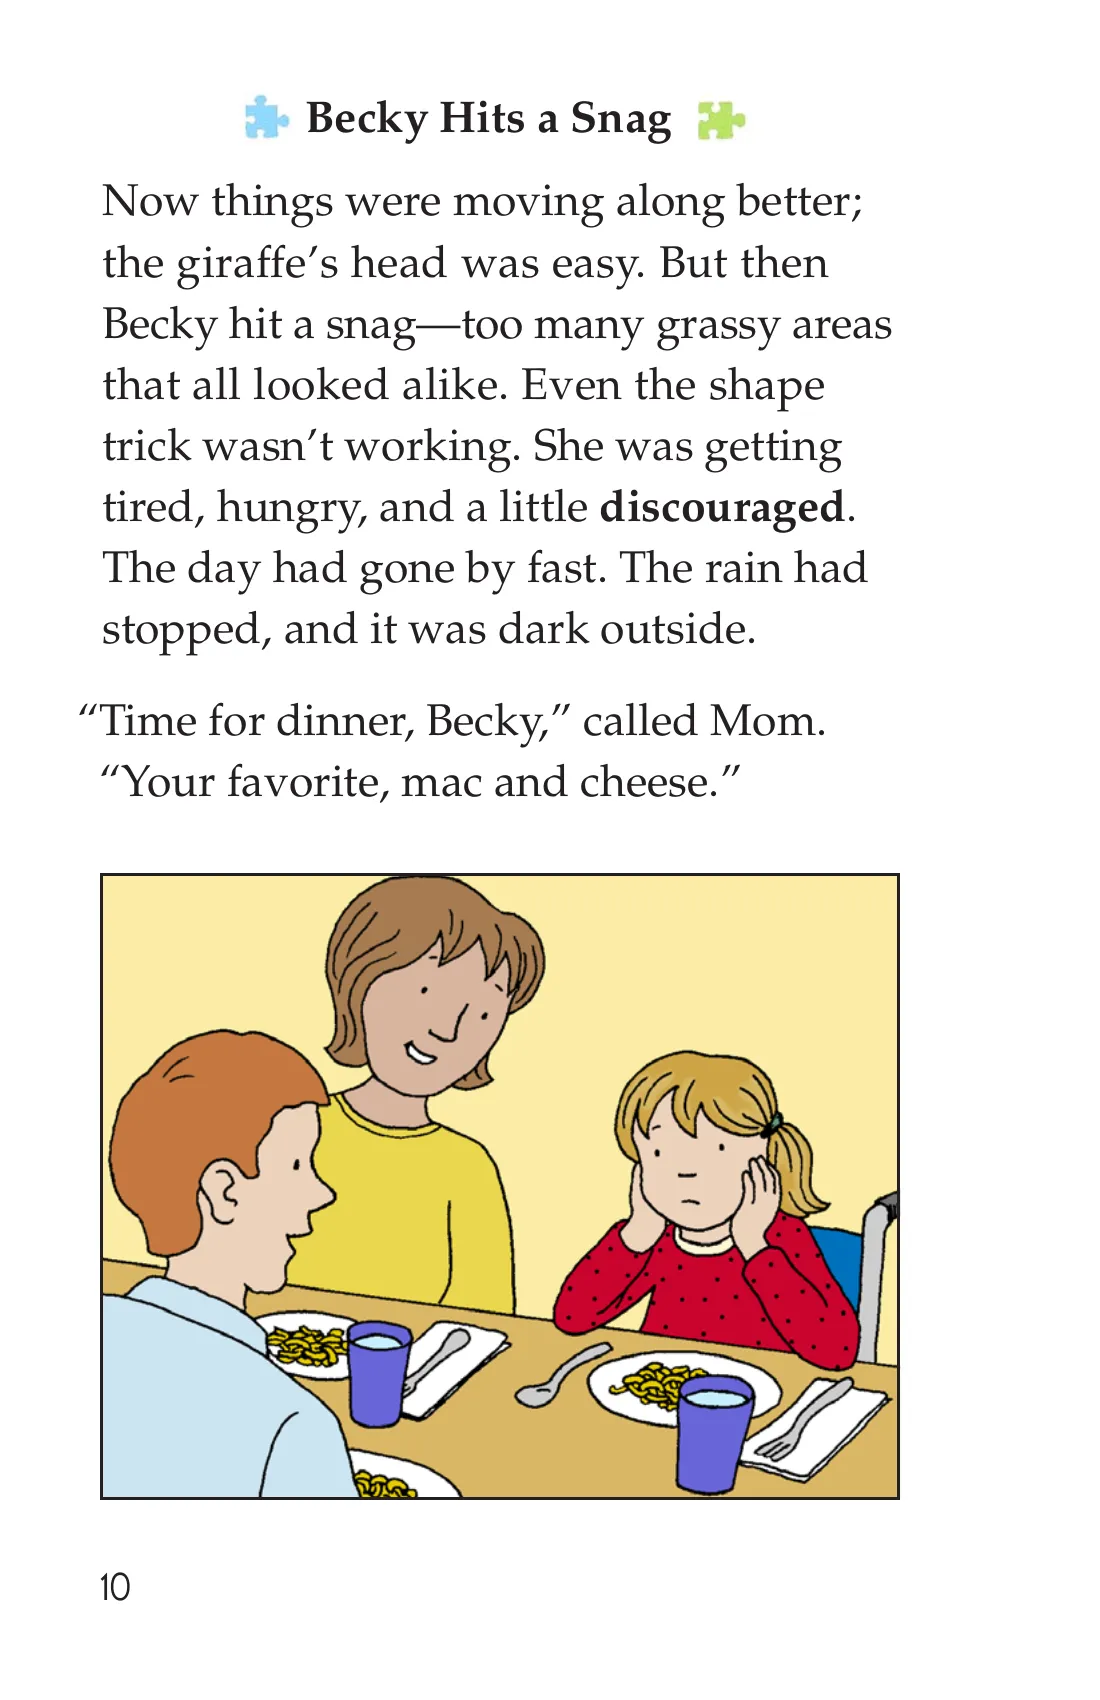 Becky Hits a Snag
Now things were moving along better;
the giraffe’s head was easy. But then
Becky hit a snag—too many grassy areas
that all looked alike. Even the shape
trick wasn’t working. She was getting
tired, hungry, and a little discouraged.
The day had gone by fast. The rain had
stopped, and it was dark outside.
“Time for dinner, Becky,” called Mom.
“Your favorite, mac and cheese.”
10